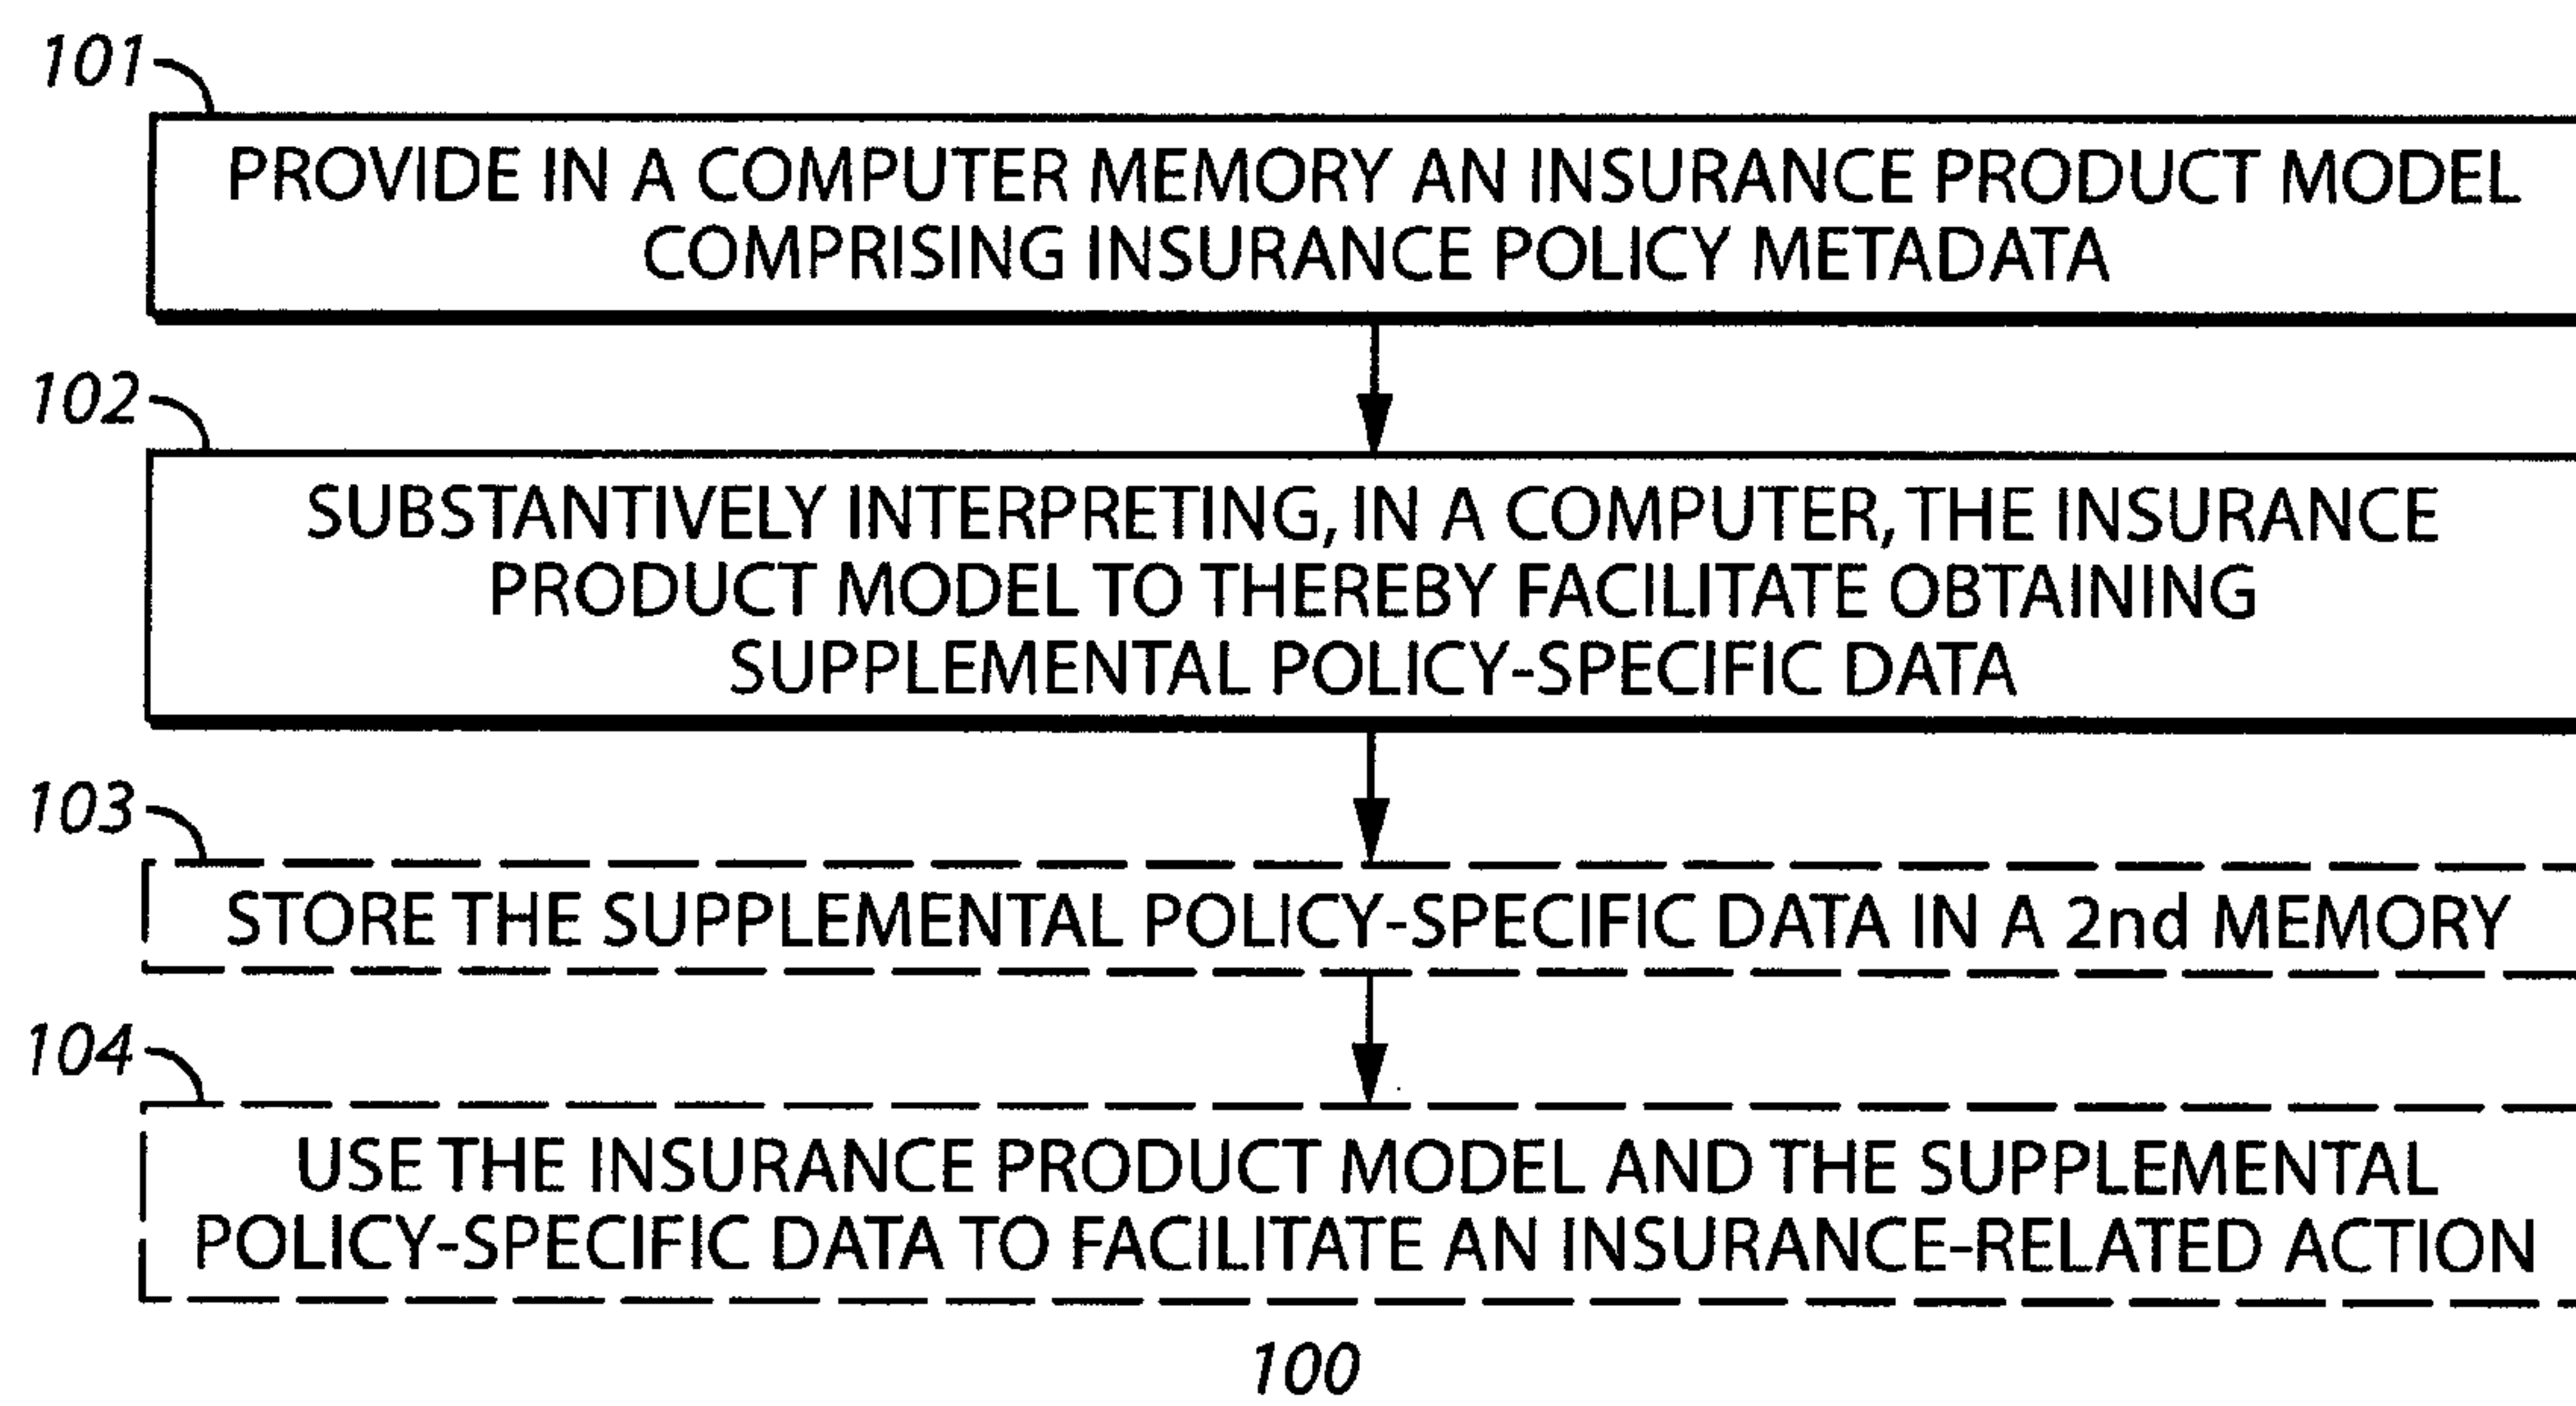 101
PROVIDE IN A COMPUTER MEMORY AN INSURANCE PRODUCT MODEL
COMPRISING INSURANCE POLICY METADATA
102
SUBSTANTIVELY INTERPRETING, IN A COMPUTER, THE INSURANCE
PRODUCT MODEL TO THEREBY FACILITATE OBTAINING
SUPPLEMENTAL POLICY-SPECIFIC DATA
103
STORE THE SUPPLEMENTAL POLICY-SPECIFIC DATA IN A 2nd MEMORY
104
USE THE INSURANCE PRODUCT MODEL AND THE SUPPLEMENTAL
POLICY-SPECIFIC DATA TO FACILITATE AN INSURANCE-RELATED ACTION
100